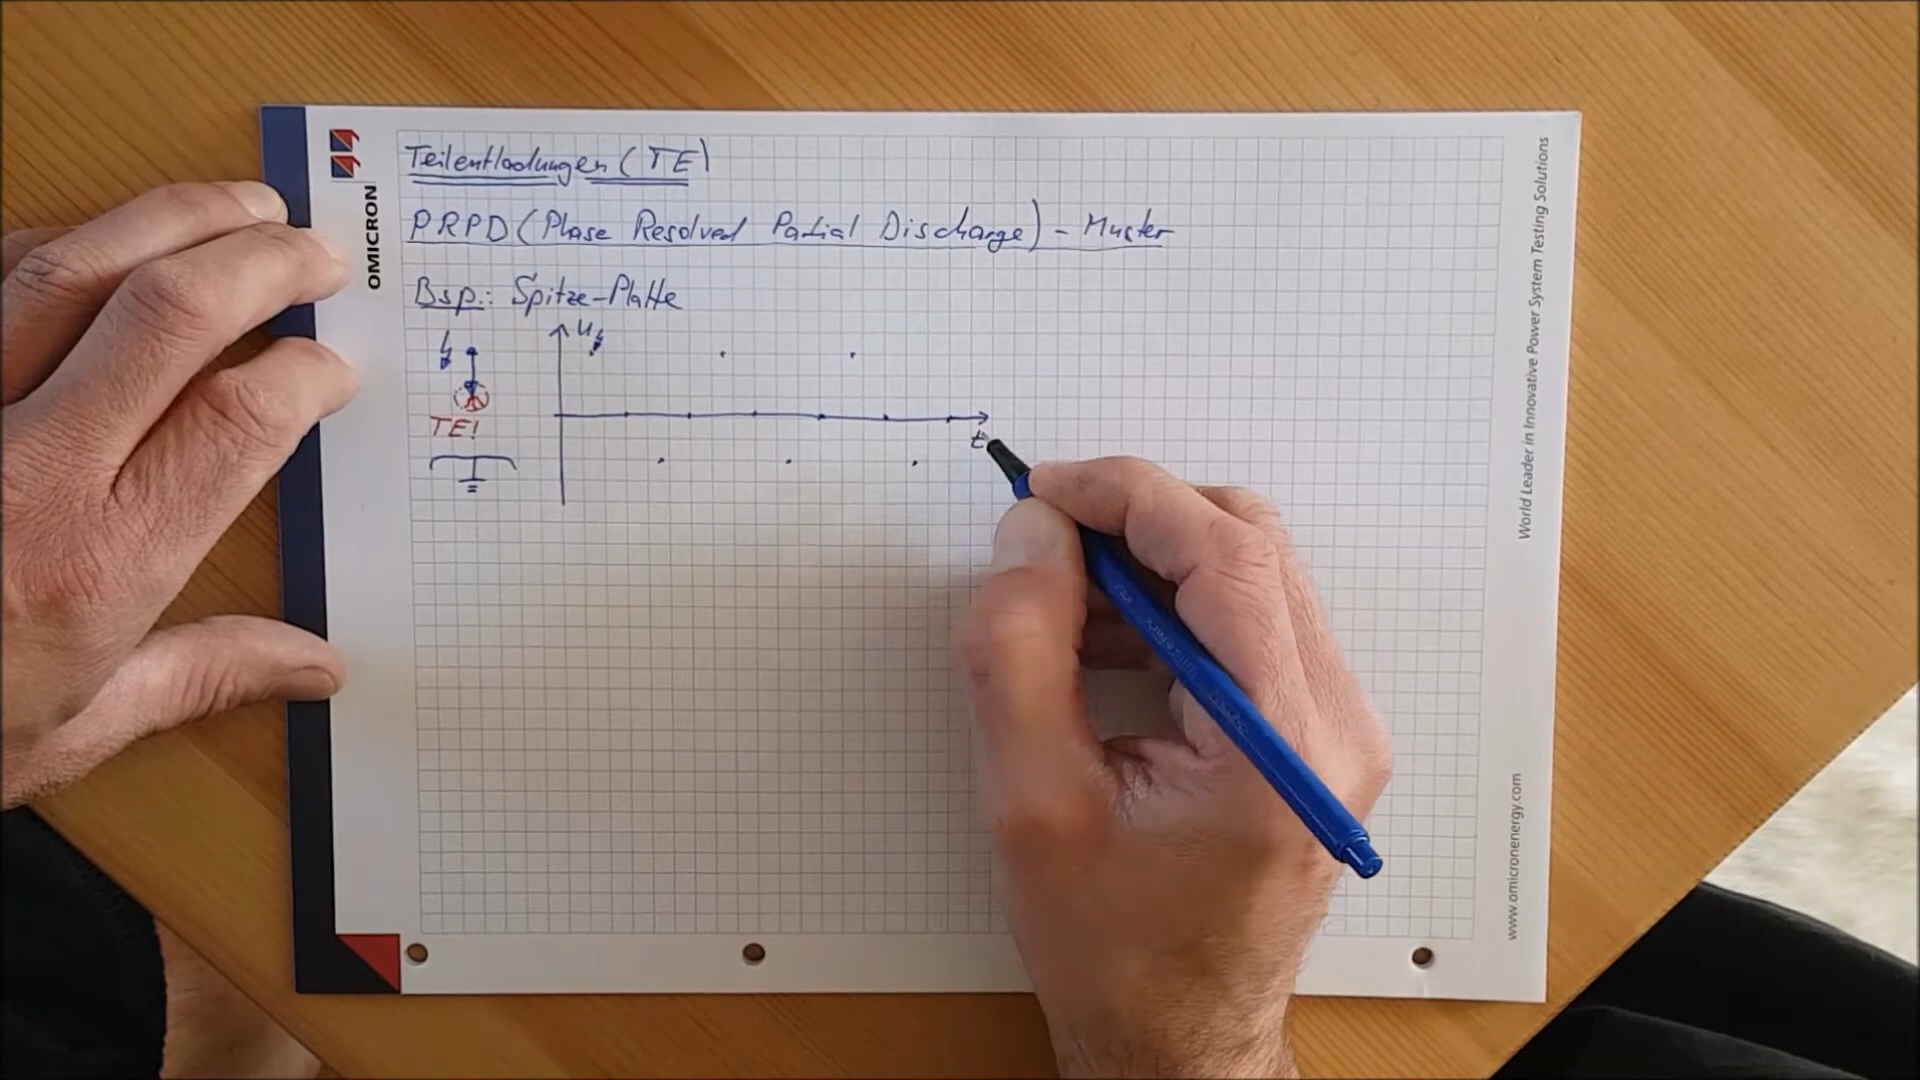 Teilentladungen (TE)
PRPD (Phase Resolved Partial Discharge) - Muster
Bsp.: Spitze-Platte
U
TE!
t
OMICRON
World Leader in Innovative Power System Testing Solutions
www.omicronenergy.com